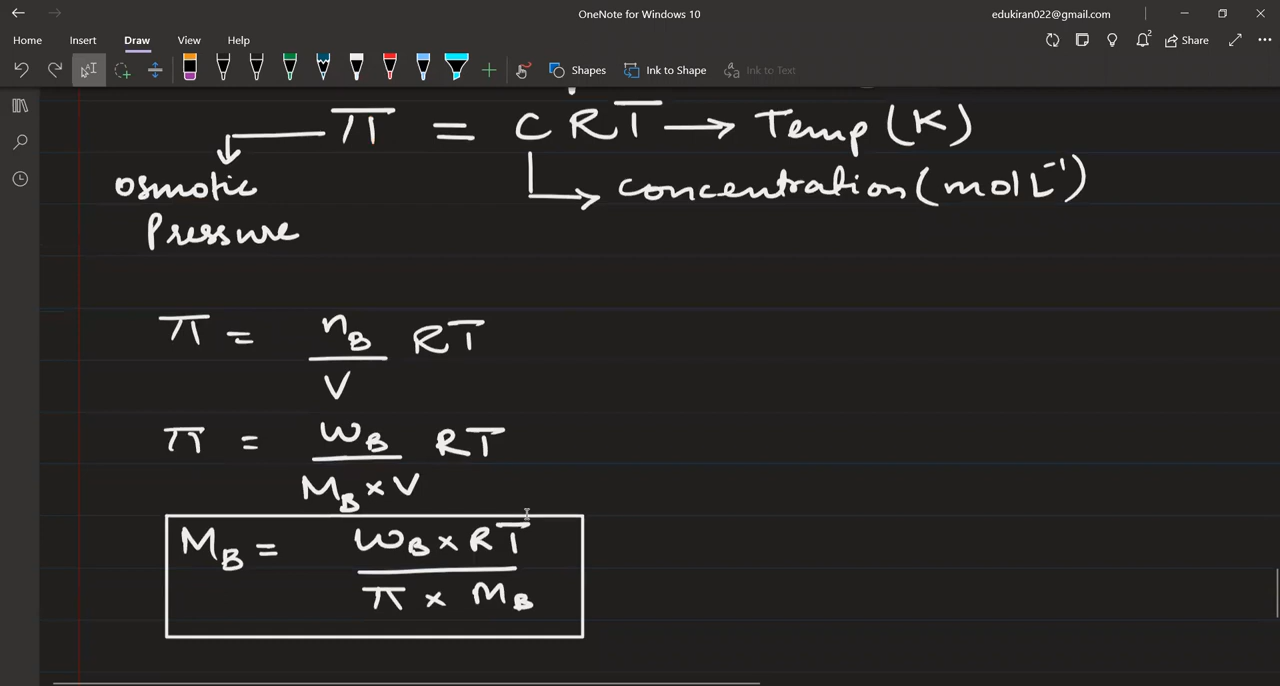 OneNote for Windows 10
edukiran022@gmail.com
Home Insert Draw View Help
Share
Shapes Ink to Shape Ink to Text
π = C R T → Temp (K)
Osmotic Pressure
concentration (mol L⁻¹)
π = n_B / V RT
π = w_B / M_B × V RT
M_B = w_B × RT / π × M_B